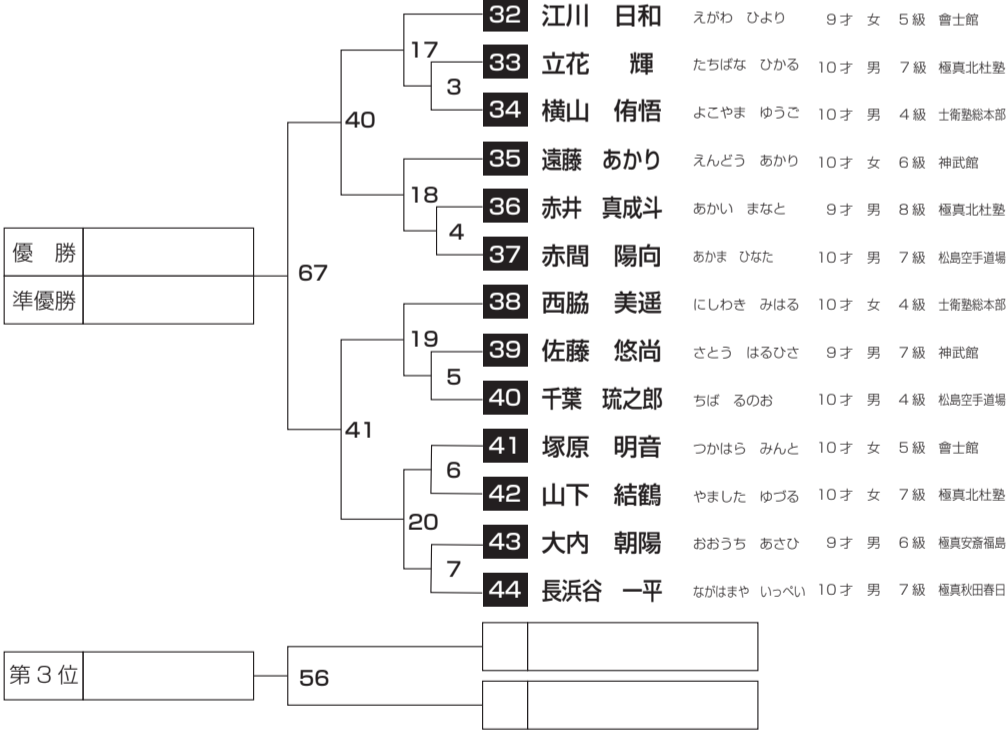 32 江川 日和 えがわ ひより 9才 女 5級 會士館
17
33 立花 輝 たちばな ひかる 10才 男 7級 極真北杜塾
3
34 横山 侑悟 よこやま ゆうご 10才 男 4級 士衛塾総本部
40
35 遠藤 あかり えんどう あかり 10才 女 6級 神武館
18
36 赤井 真成斗 あかい まなと 9才 男 8級 極真北杜塾
4
37 赤間 陽向 あかま ひなた 10才 男 7級 松島空手道場
優 勝
67
準優勝
38 西脇 美遥 にしわき みはる 10才 女 4級 士衛塾総本部
19
39 佐藤 悠尚 さとう はるひさ 9才 男 7級 神武館
5
40 千葉 琉之郎 ちば るのお 10才 男 4級 松島空手道場
41
41 塚原 明音 つかはら みんと 10才 女 5級 會士館
6
42 山下 結鶴 やました ゆづる 10才 女 7級 極真北杜塾
20
43 大内 朝陽 おおうち あさひ 9才 男 6級 極真安斎福島
7
44 長浜谷 一平 ながはまや いっぺい 10才 男 7級 極真秋田春日
第3位
56